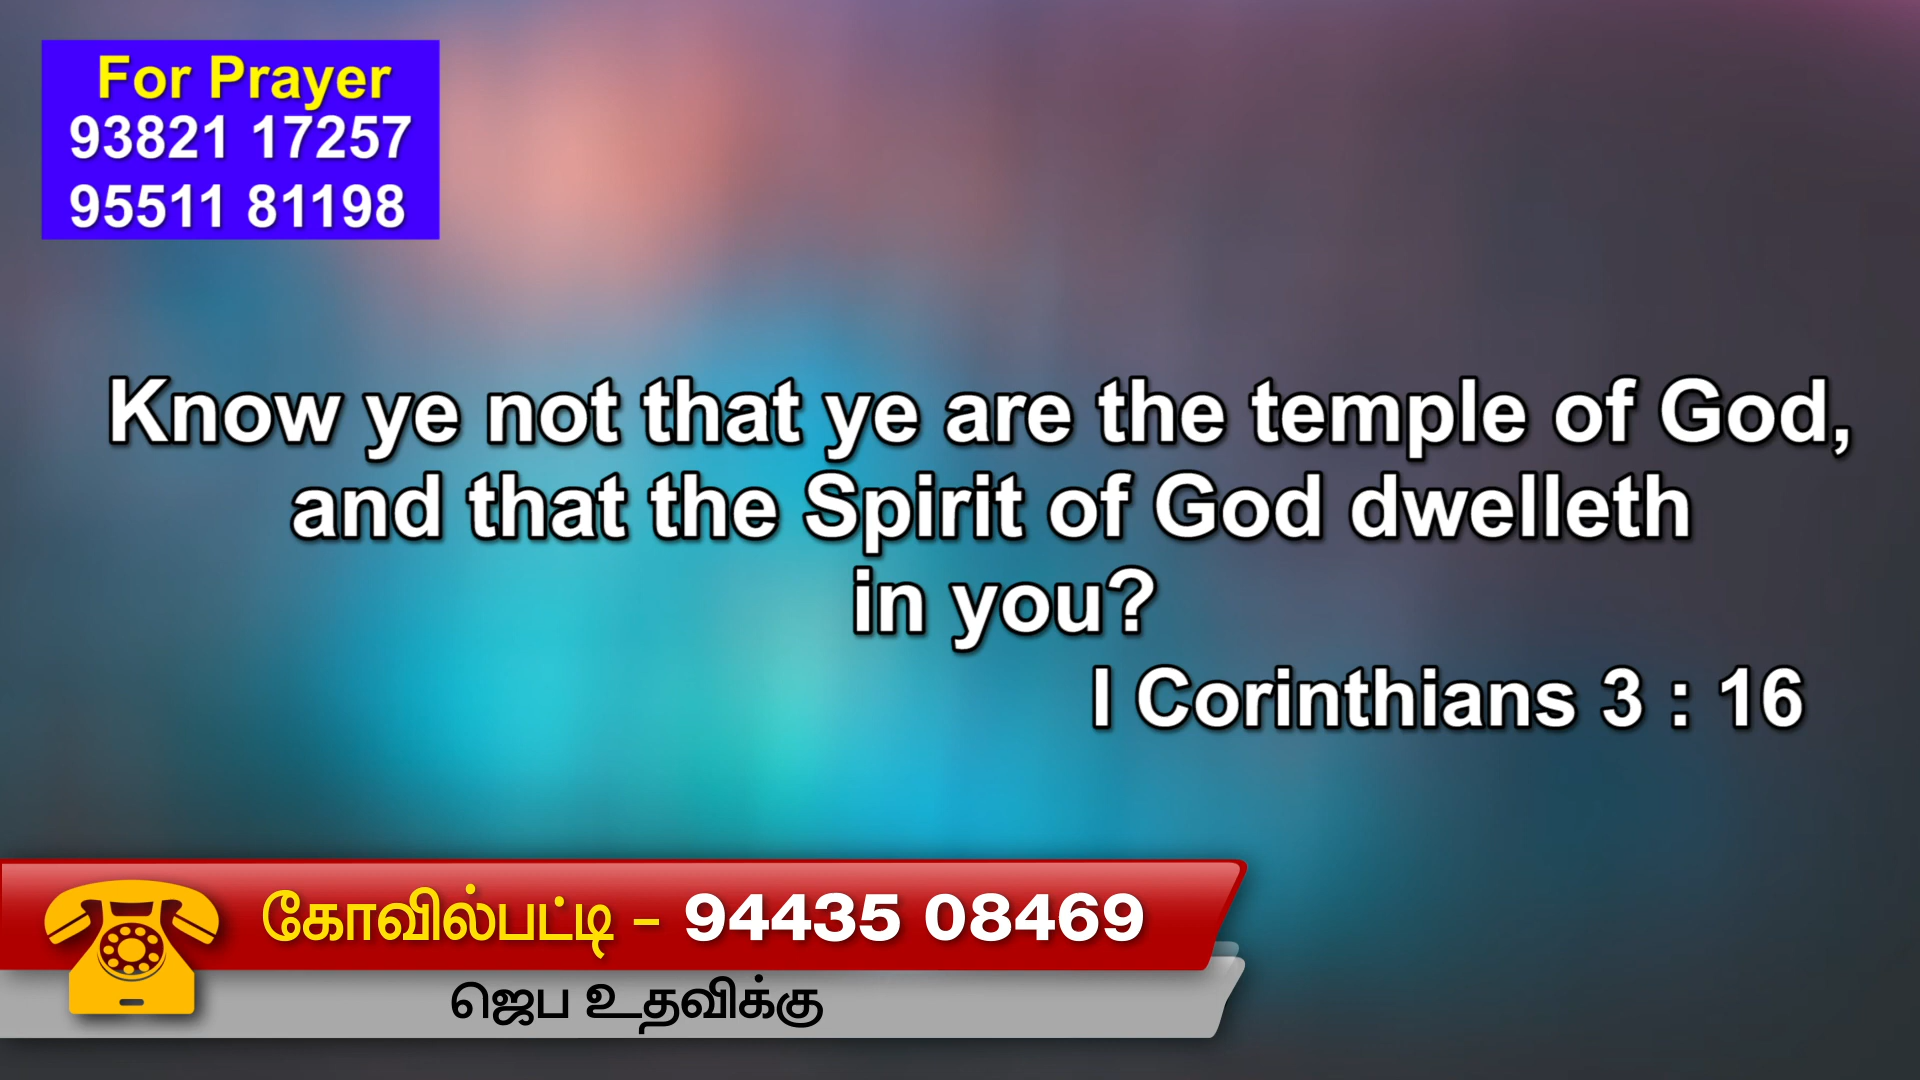 For Prayer
93821 17257
95511 81198
Know ye not that ye are the temple of God,
and that the Spirit of God dwelleth
in you?
I Corinthians 3 : 16
கோவில்பட்டி - 94435 08469
ஜெப உதவிக்கு